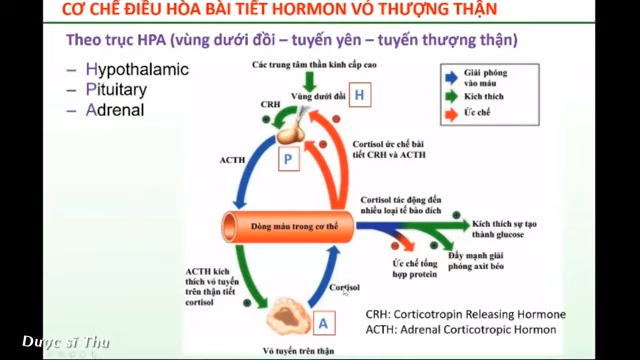 CƠ CHẾ ĐIỀU HÒA BÀI TIẾT HORMON VỎ THƯỢNG THẬN
Theo trục HPA (vùng dưới đồi – tuyến yên – tuyến thượng thận)
– Hypothalamic
– Pituitary
– Adrenal
Các trung tâm thần kinh cấp cao
Vùng dưới đồi
H
CRH
P
ACTH
Cortisol ức chế bài
tiết CRH và ACTH
Giải phóng
vào máu
Kích thích
Ức chế
Dòng máu trong cơ thể
Cortisol tác động đến
nhiều loại tế bào đích
Kích thích sự tạo
thành glucose
Đẩy mạnh giải
phóng axit béo
Ức chế tổng
hợp protein
ACTH kích
thích vỏ tuyến
trên thận tiết
cortisol
Cortisol
A
Vỏ tuyến trên thận
CRH: Corticotropin Releasing Hormone
ACTH: Adrenal Corticotropic Hormon
Dược sĩ Thu